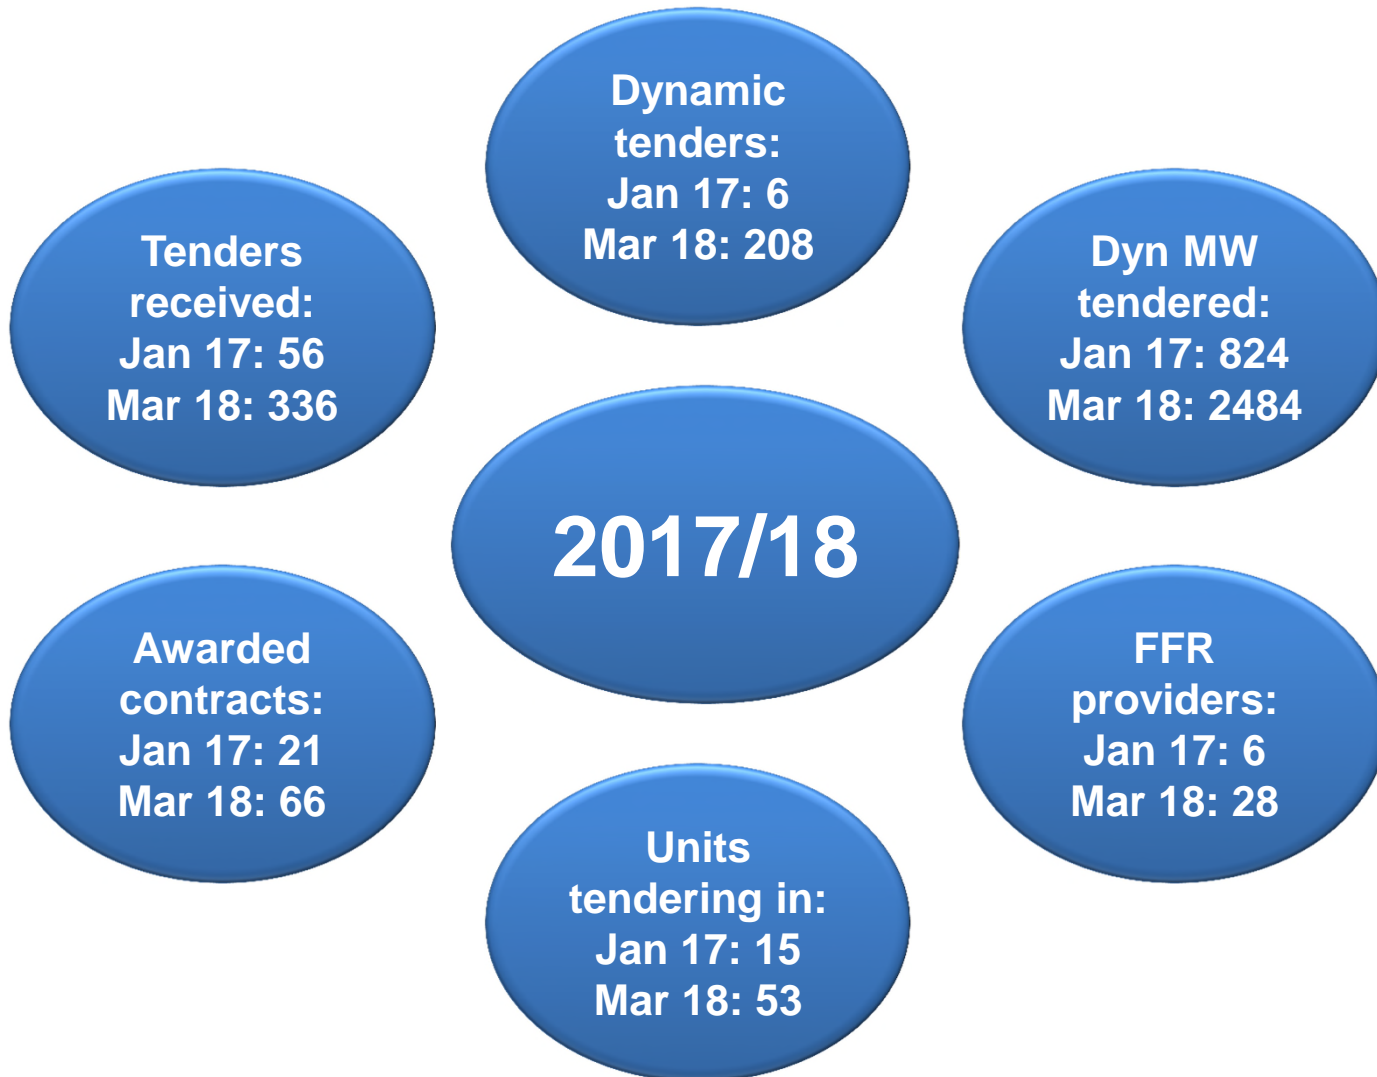 Dynamic
tenders:
Jan 17: 6
Mar 18: 208
Tenders
received:
Jan 17: 56
Mar 18: 336
Dyn MW
tendered:
Jan 17: 824
Mar 18: 2484
2017/18
Awarded
contracts:
Jan 17: 21
Mar 18: 66
FFR
providers:
Jan 17: 6
Mar 18: 28
Units
tendering in:
Jan 17: 15
Mar 18: 53